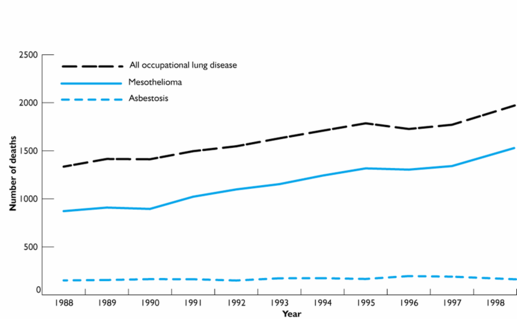 2500
All occupational lung disease
Mesothelioma
2000
Asbestosis
1500
Number of deaths
1000
500
0
1988 1989 1990 1991 1992 1993 1994 1995 1996 1997 1998
Year